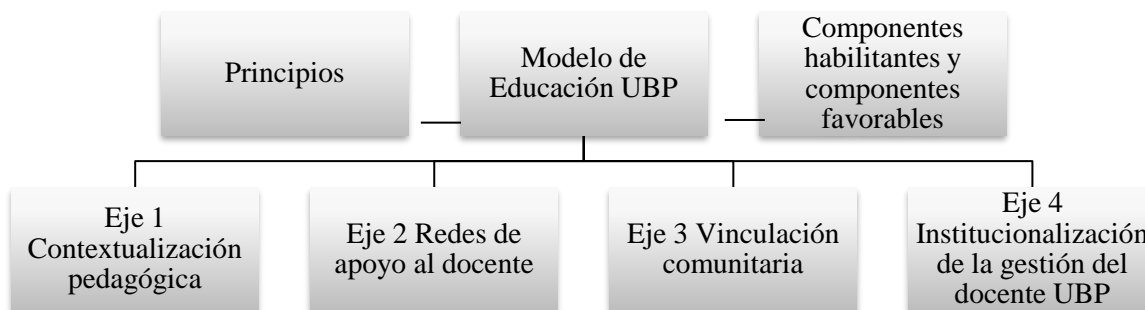 Principios
Modelo de
Educación UBP
Componentes
habilitantes y
componentes
favorables
Eje 1
Contextualización
pedagógica
Eje 2 Redes de
apoyo al docente
Eje 3 Vinculación
comunitaria
Eje 4
Institucionalización
de la gestión del
docente UBP